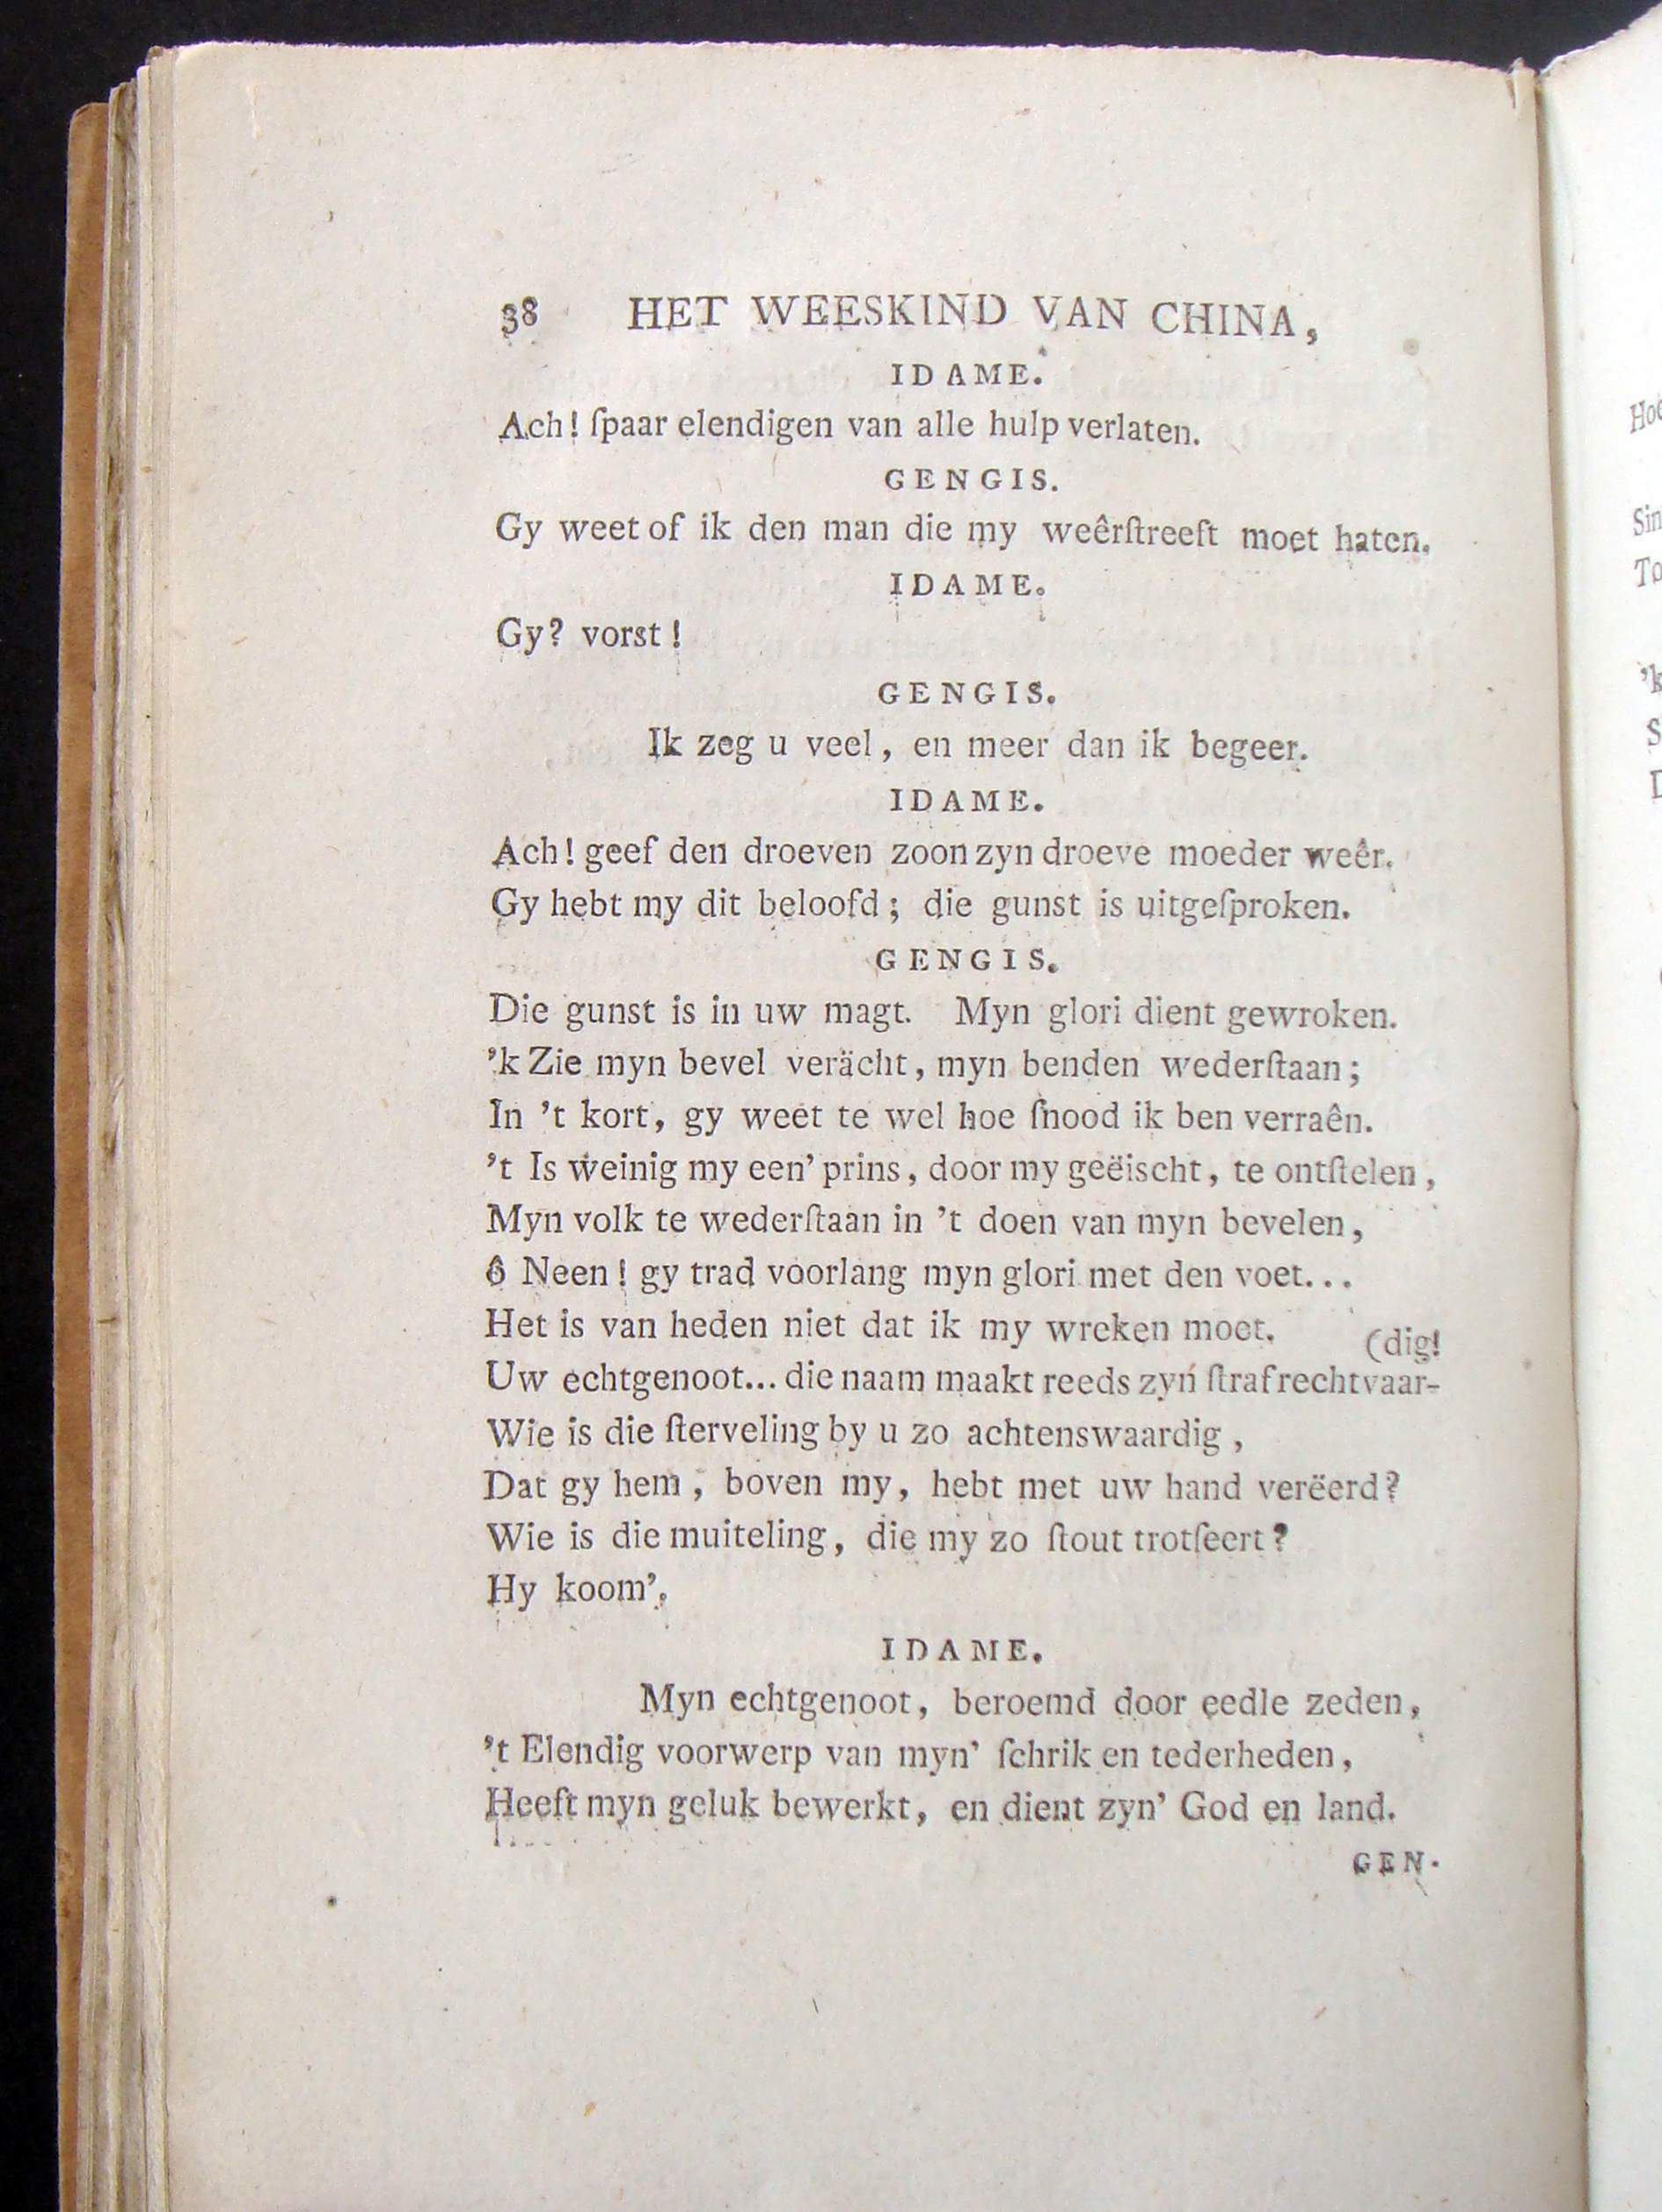 38 HET WEESKIND VAN CHINA,
IDAME.
Ach! ſpaar elendigen van alle hulp verlaten.
GENGIS.
Gy weet of ik den man die my weêrſtreeft moet haten.
IDAME.
Gy? vorst!
GENGIS.
Ik zeg u veel, en meer dan ik begeer.
IDAME.
Ach! geef den droeven zoon zyn droeve moeder weêr.
Gy hebt my dit beloofd; die gunst is uitgeſproken.
GENGIS.
Die gunst is in uw magt. Myn glori dient gewroken.
'k Zie myn bevel verächt, myn benden wederſtaan;
In 't kort, gy weet te wel hoe ſnood ik ben verraên.
't Is weinig my een' prins, door my geëischt, te ontſtelen,
Myn volk te wederſtaan in 't doen van myn bevelen,
ô Neen! gy trad voorlang myn glori met den voet...
Het is van heden niet dat ik my wreken moet.
(dig!
Uw echtgenoot... die naam maakt reeds zyn ſtraf rechtvaar-
Wie is die ſterveling by u zo achtenswaardig,
Dat gy hem, boven my, hebt met uw hand verëerd?
Wie is die muiteling, die my zo ſtout trotſeert?
Hy koom'.
IDAME.
Myn echtgenoot, beroemd door eedle zeden,
't Elendig voorwerp van myn' ſchrik en tederheden,
Heeft myn geluk bewerkt, en dient zyn' God en land.
GEN-
Sin
To
'k
S